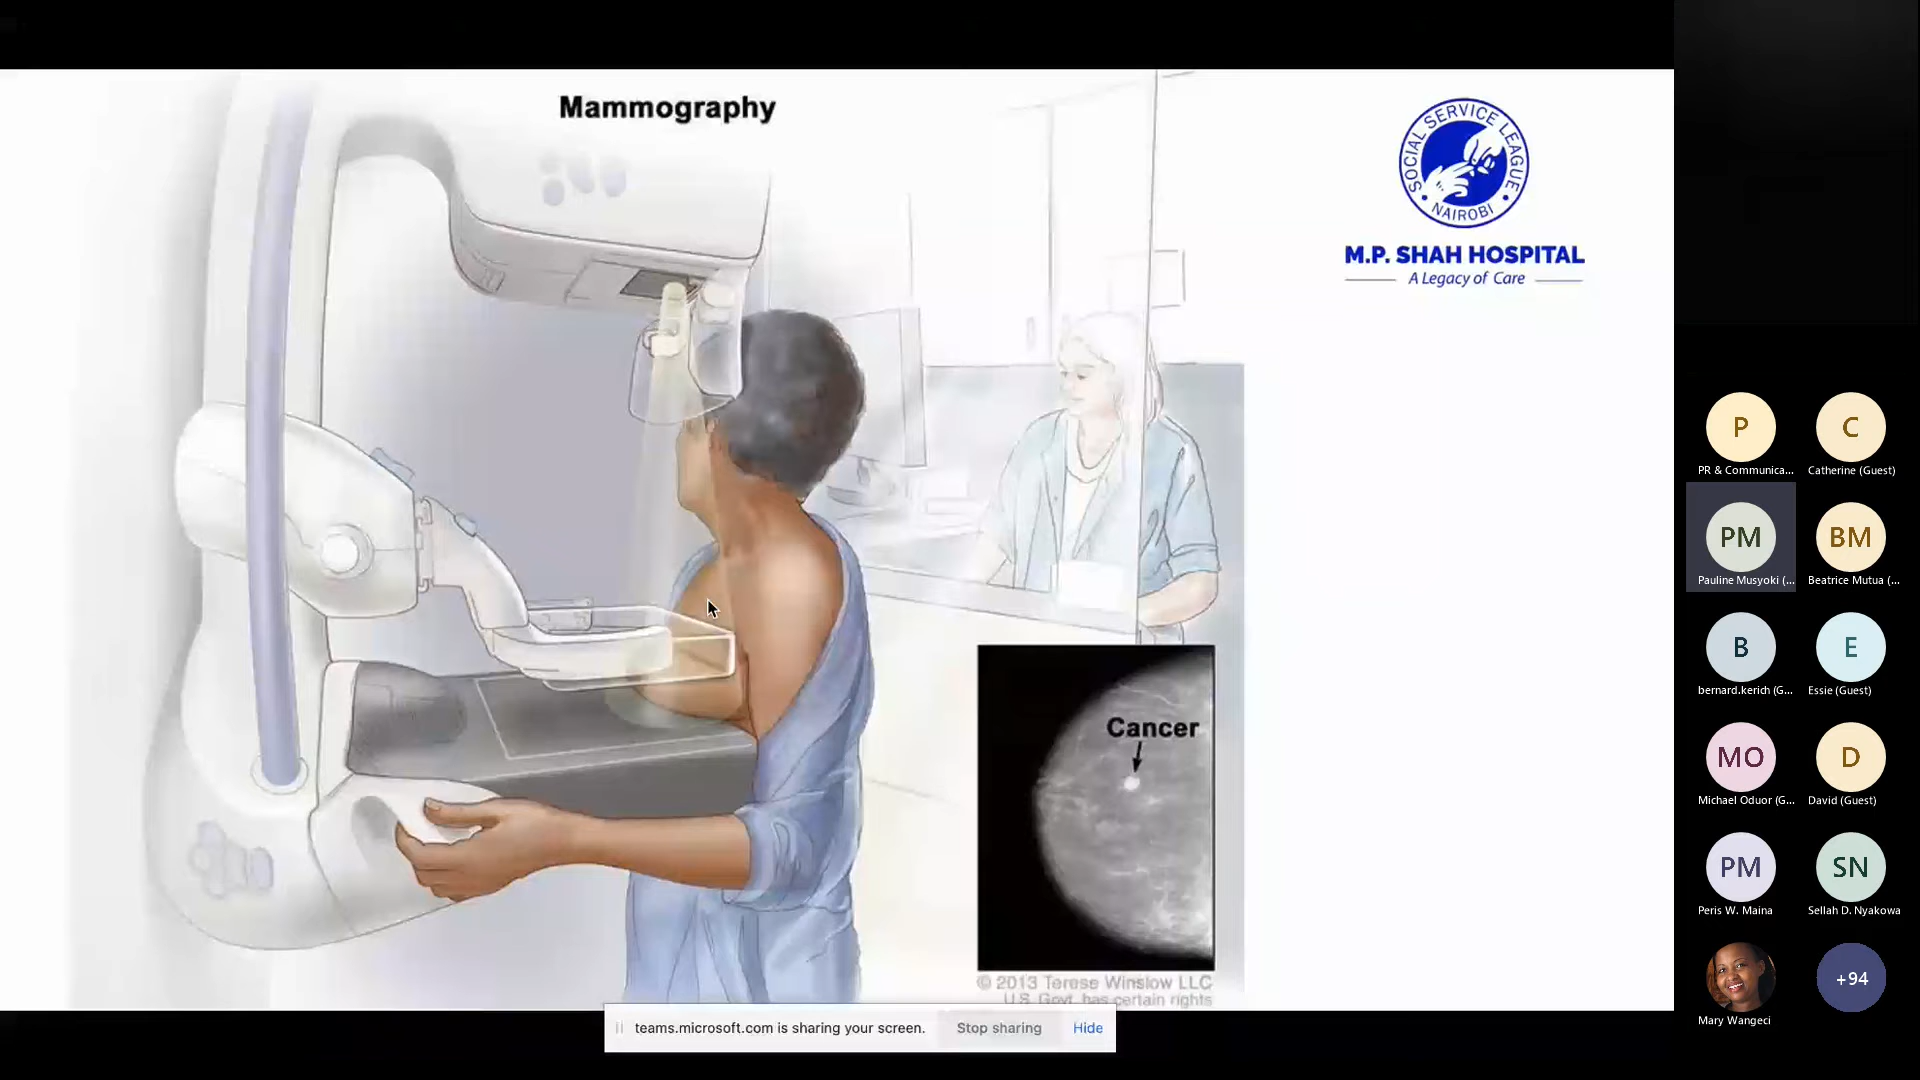 Mammography
SOCIAL SERVICE LEAGUE
NAIROBI
M.P. SHAH HOSPITAL
A Legacy of Care
Cancer
© 2013 Terese Winslow LLC
U.S. Govt. has certain rights
teams.microsoft.com is sharing your screen.
Stop sharing
Hide
P
C
PR & Communica...
Catherine (Guest)
PM
BM
Pauline Musyoki (...
Beatrice Mutua (...
B
E
bernard.kerich (G...
Essie (Guest)
MO
D
Michael Oduor (G...
David (Guest)
PM
SN
Peris W. Maina
Sellah D. Nyakowa
+94
Mary Wangeci